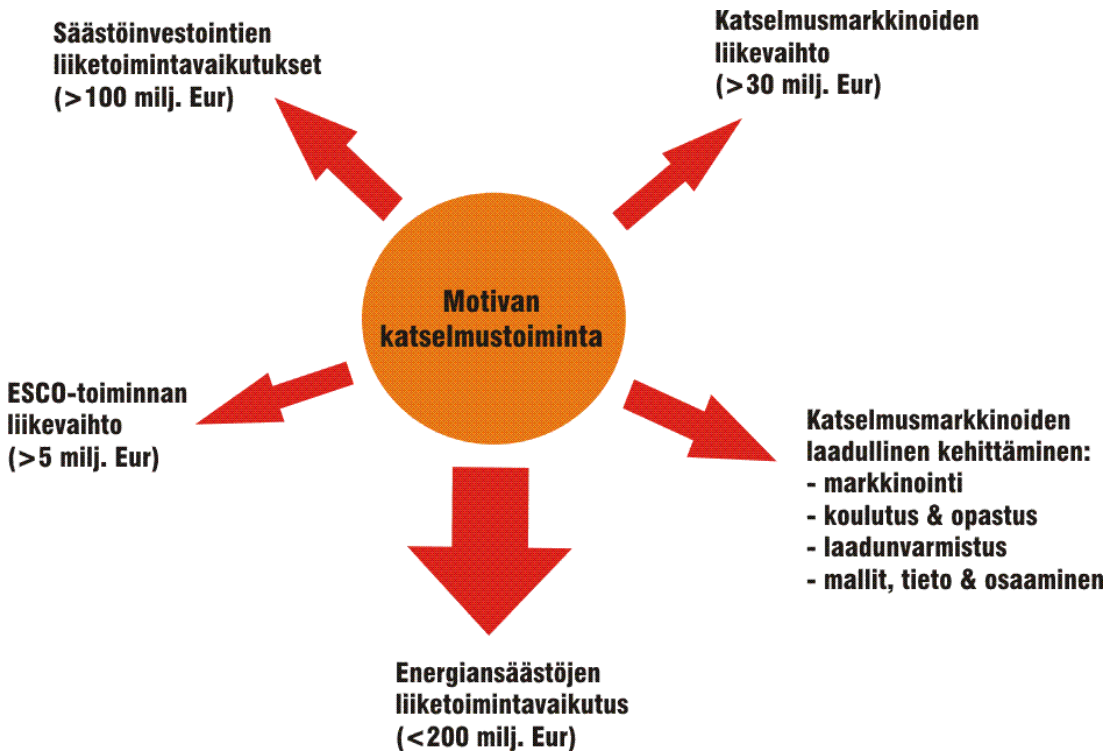 Säästöinvestointien
liiketoimintavaikutukset
(>100 milj. Eur)
Katselmusmarkkinoiden
liikevaihto
(>30 milj. Eur)
Motivan
katselmustoiminta
ESCO-toiminnan
liikevaihto
(>5 milj. Eur)
Katselmusmarkkinoiden
laadullinen kehittäminen:
- markkinointi
- koulutus & opastus
- laadunvarmistus
- mallit, tieto & osaaminen
Energiansäästöjen
liiketoimintavaikutus
(<200 milj. Eur)